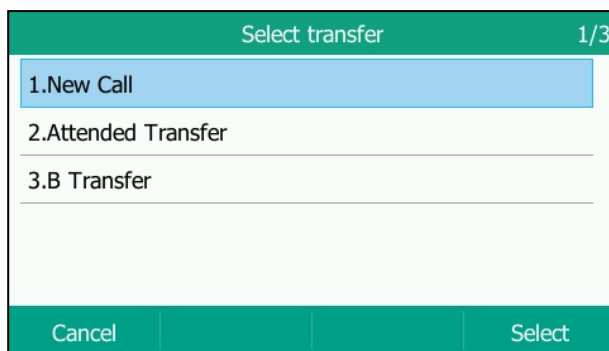 Select transfer 1/3
1.New Call
2.Attended Transfer
3.B Transfer
Cancel Select